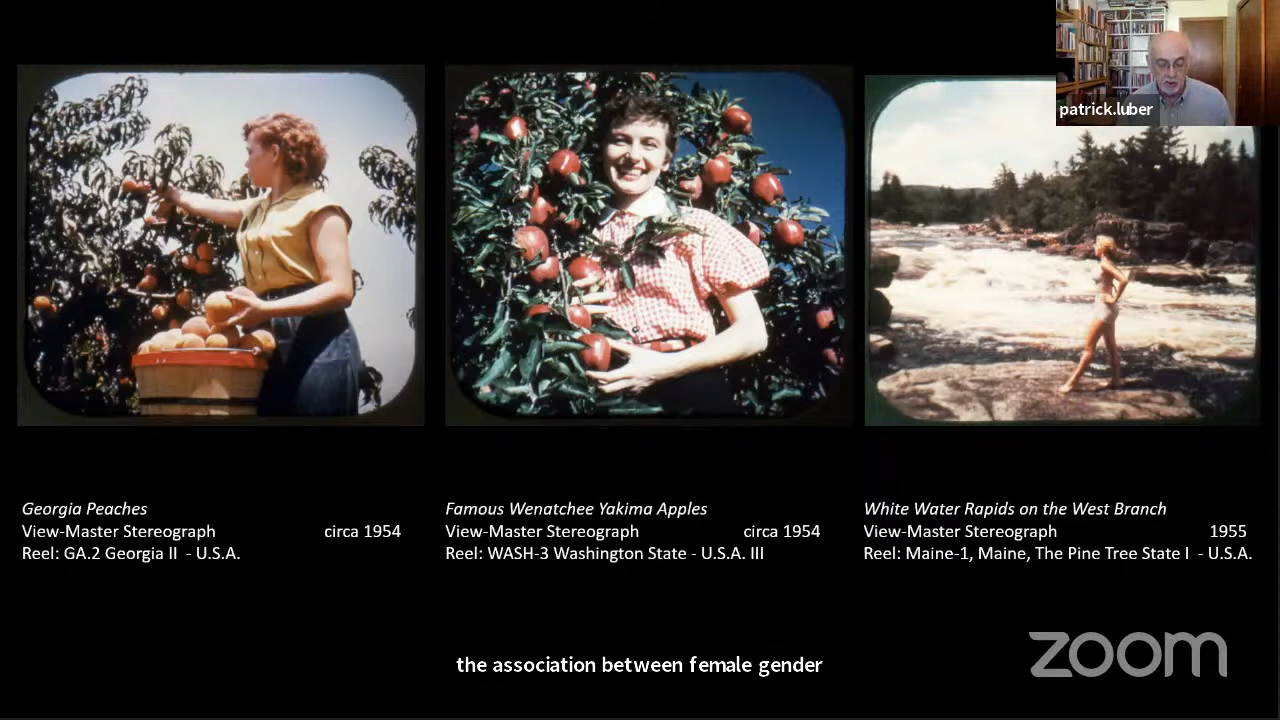 patrick.luber
Georgia Peaches
View-Master Stereograph circa 1954
Reel: GA.2 Georgia II - U.S.A.
Famous Wenatchee Yakima Apples
View-Master Stereograph circa 1954
Reel: WASH-3 Washington State - U.S.A. III
White Water Rapids on the West Branch
View-Master Stereograph 1955
Reel: Maine-1, Maine, The Pine Tree State I - U.S.A.
the association between female gender
zoom